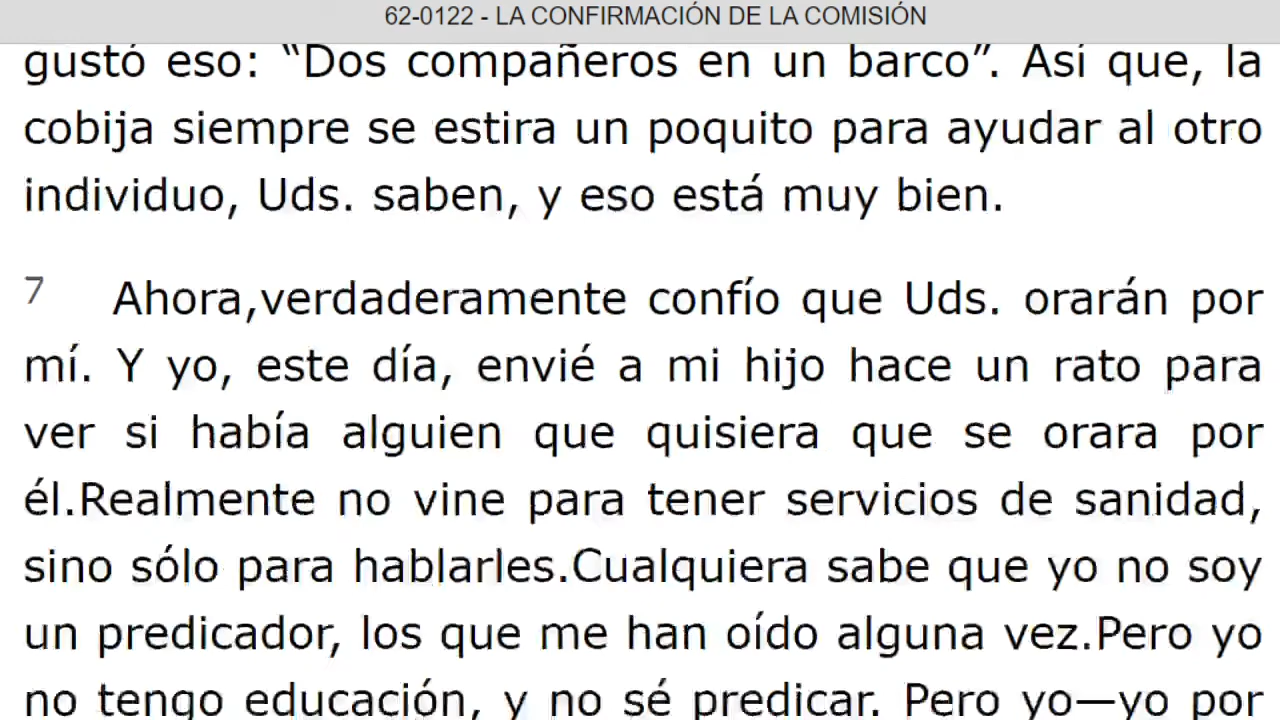 62-0122 - LA CONFIRMACIÓN DE LA COMISIÓN
gustó eso: “Dos compañeros en un barco”. Así que, la
cobija siempre se estira un poquito para ayudar al otro
individuo, Uds. saben, y eso está muy bien.
7 Ahora,verdaderamente confío que Uds. orarán por
mí. Y yo, este día, envié a mi hijo hace un rato para
ver si había alguien que quisiera que se orara por
él.Realmente no vine para tener servicios de sanidad,
sino sólo para hablarles.Cualquiera sabe que yo no soy
un predicador, los que me han oído alguna vez.Pero yo
no tengo educación, y no sé predicar. Pero yo—yo por